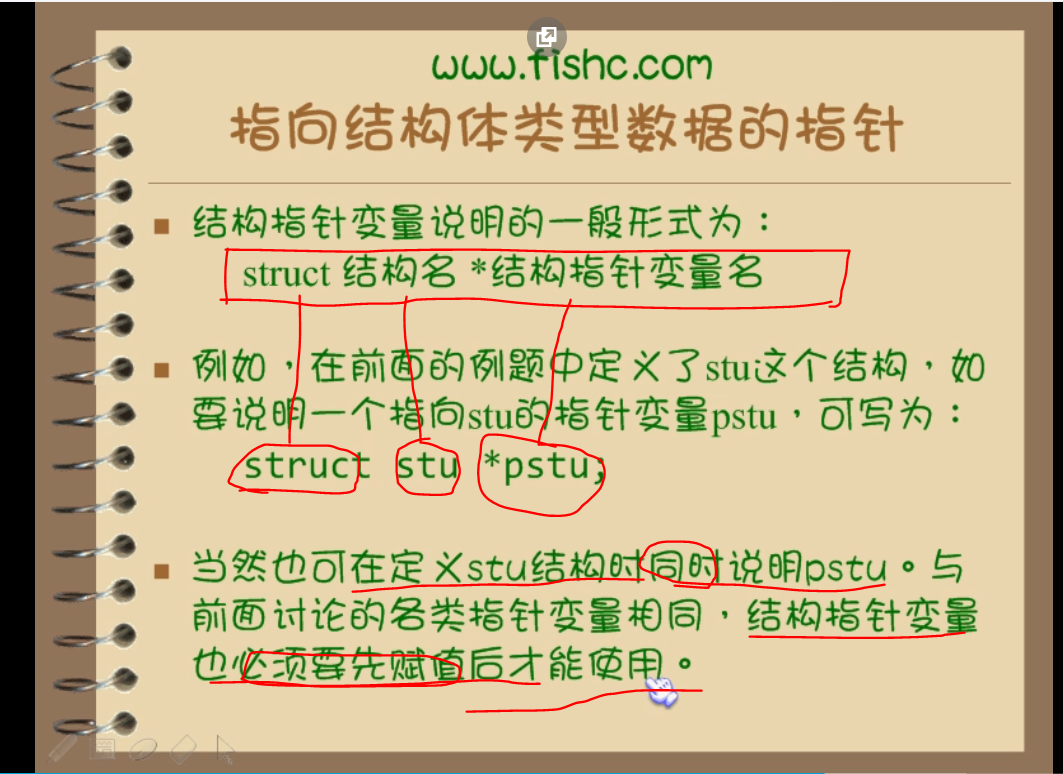 www.fishc.com
指向结构体类型数据的指针
结构指针变量说明的一般形式为：
struct 结构名 *结构指针变量名
例如，在前面的例题中定义了stu这个结构，如
要说明一个指向stu的指针变量pstu，可写为：
struct stu *pstu;
当然也可在定义stu结构时同时说明pstu。与
前面讨论的各类指针变量相同，结构指针变量
也必须要先赋值后才能使用。